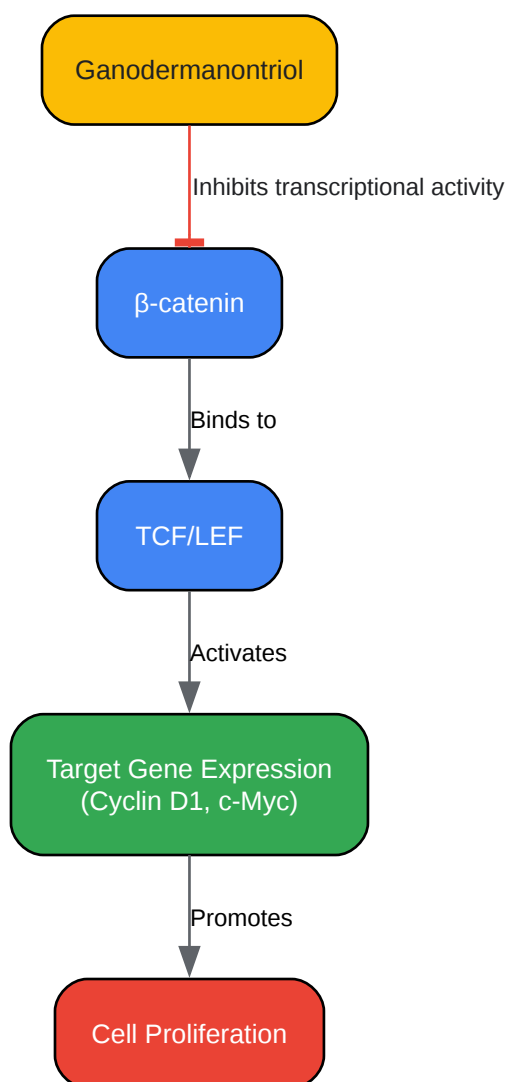 Ganodermanontriol
Inhibits transcriptional activity
β-catenin
Binds to
TCF/LEF
Activates
Target Gene Expression
(Cyclin D1, c-Myc)
Promotes
Cell Proliferation